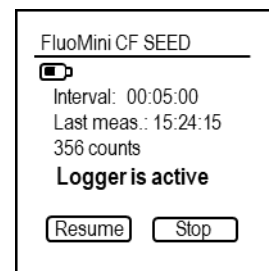 FluoMini CF SEED
Interval: 00:05:00
Last meas.: 15:24:15
356 counts
Logger is active
Resume Stop